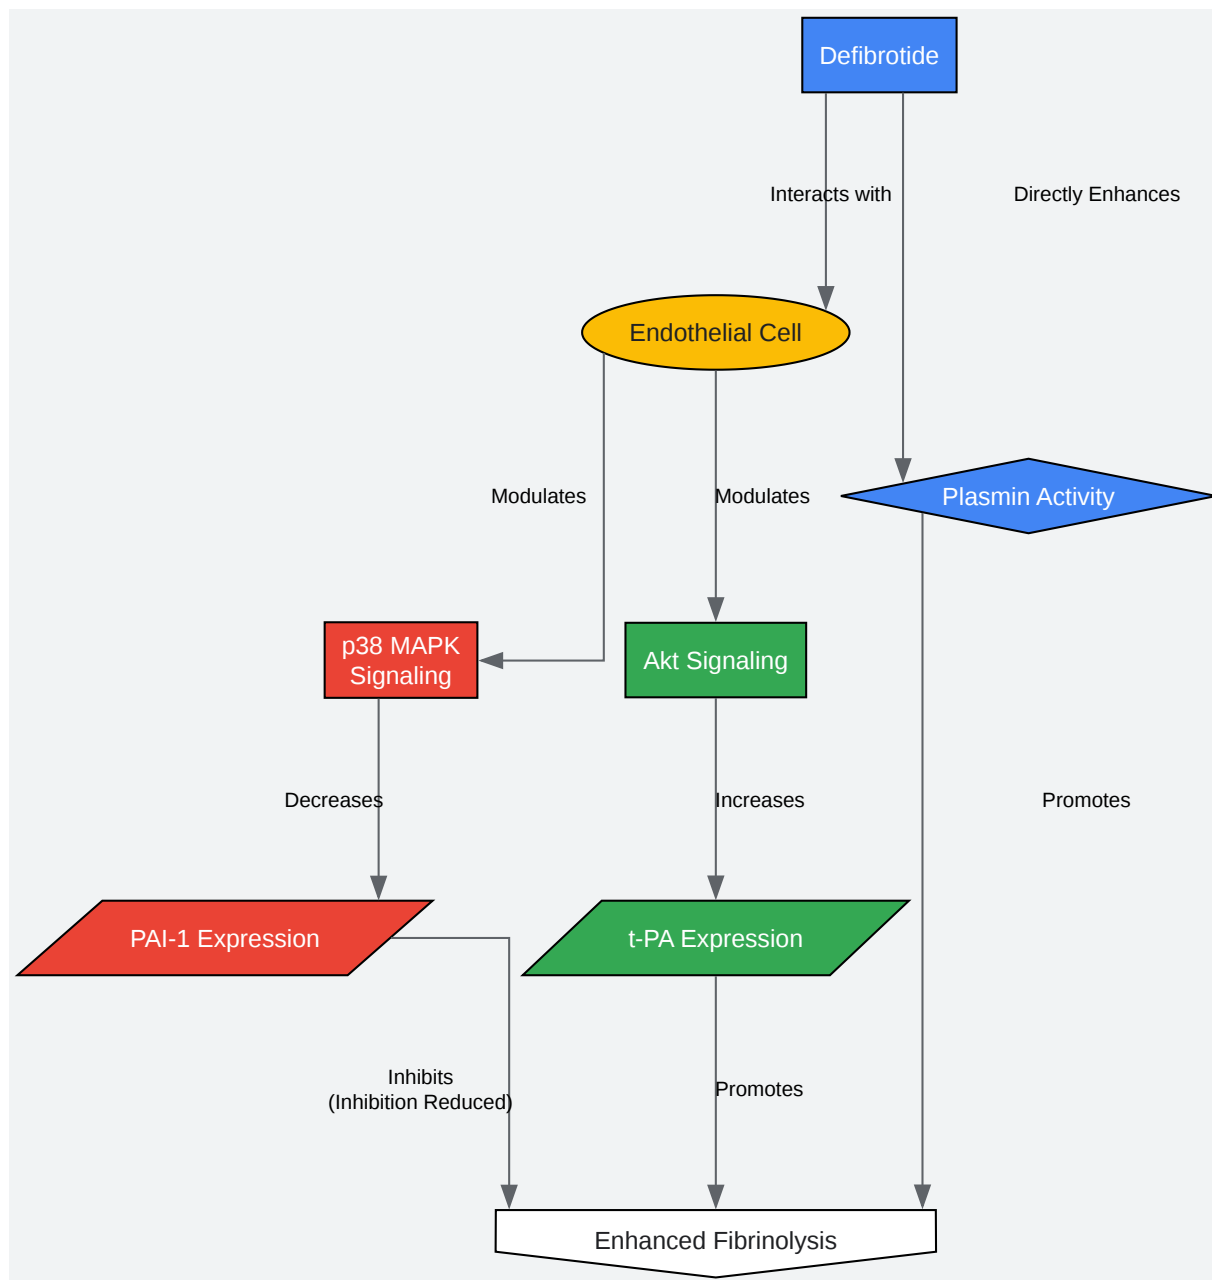 Defibrotide
Interacts with
Directly Enhances
Endothelial Cell
Modulates
Modulates
Plasmin Activity
p38 MAPK
Signaling
Akt Signaling
Decreases
Increases
Promotes
PAI-1 Expression
t-PA Expression
Inhibits
(Inhibition Reduced)
Promotes
Enhanced Fibrinolysis